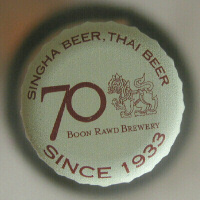 SINGHA BEER, THAI BEER
70
BOON RAWD BREWERY
SINCE 1933